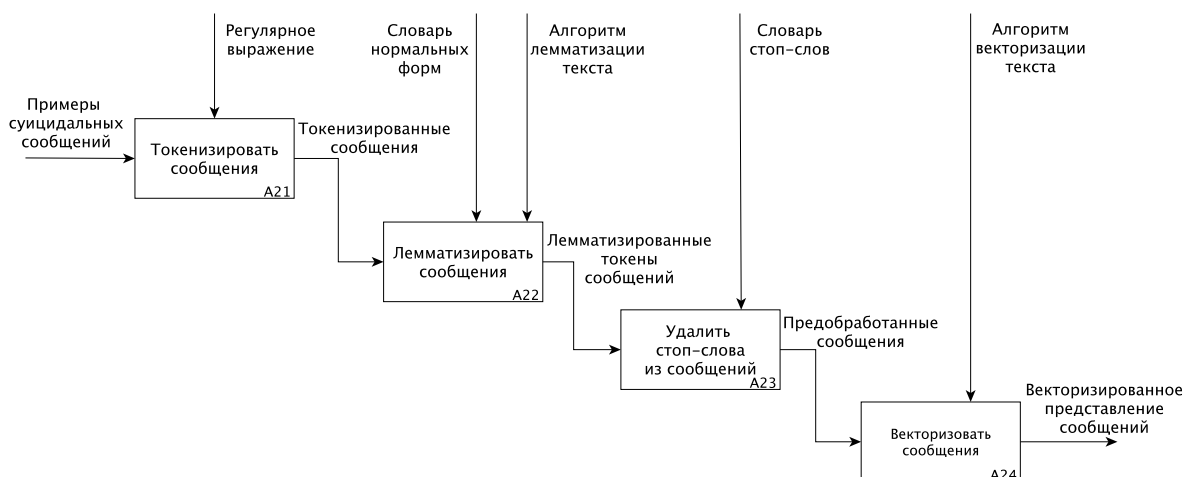 Регулярное
выражение
Словарь
нормальных
форм
Алгоритм
лемматизации
текста
Словарь
стоп-слов
Алгоритм
векторизации
текста
Примеры
суицидальных
сообщений
Токенизировать
сообщения
A21
Токенизированные
сообщения
Лемматизировать
сообщения
A22
Лемматизированные
токены
сообщений
Удалить
стоп-слова
из сообщений
A23
Предобработанные
сообщения
Векторизовать
сообщения
A24
Векторизированное
представление
сообщений